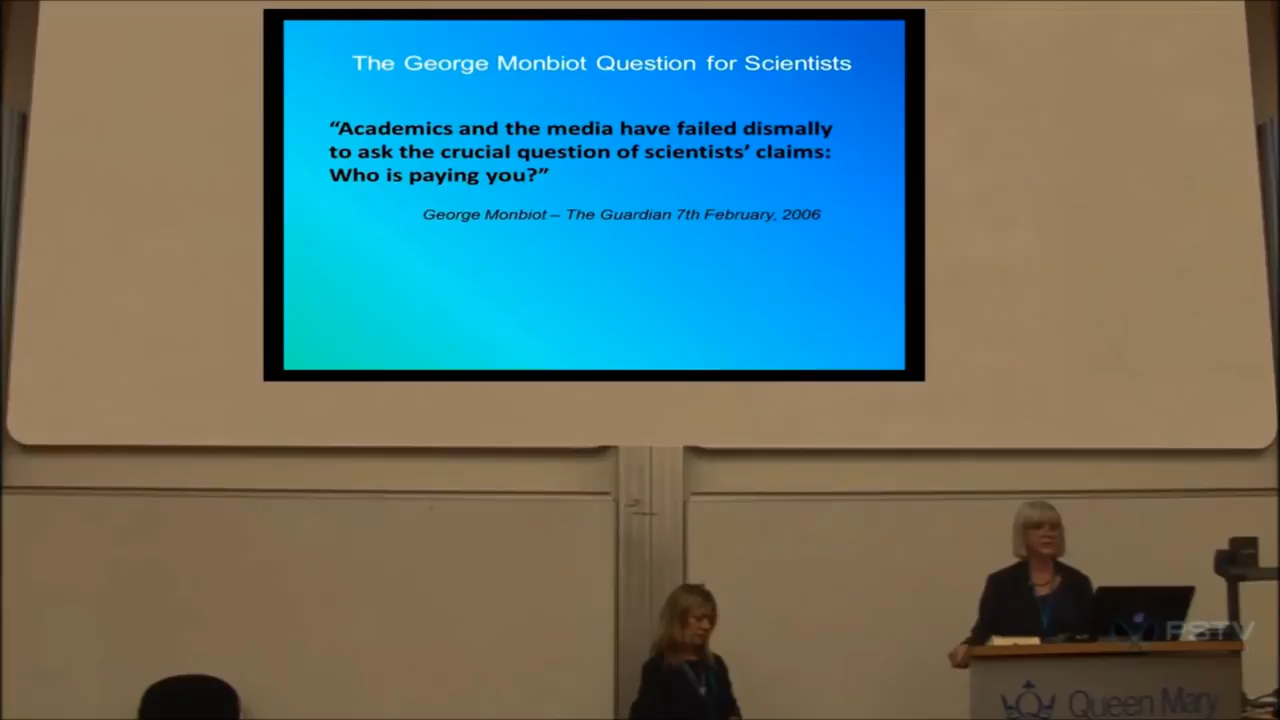 The George Monbiot Question for Scientists
“Academics and the media have failed dismally
to ask the crucial question of scientists’ claims:
Who is paying you?”
George Monbiot – The Guardian 7th February, 2006
PSTV
Queen Mary